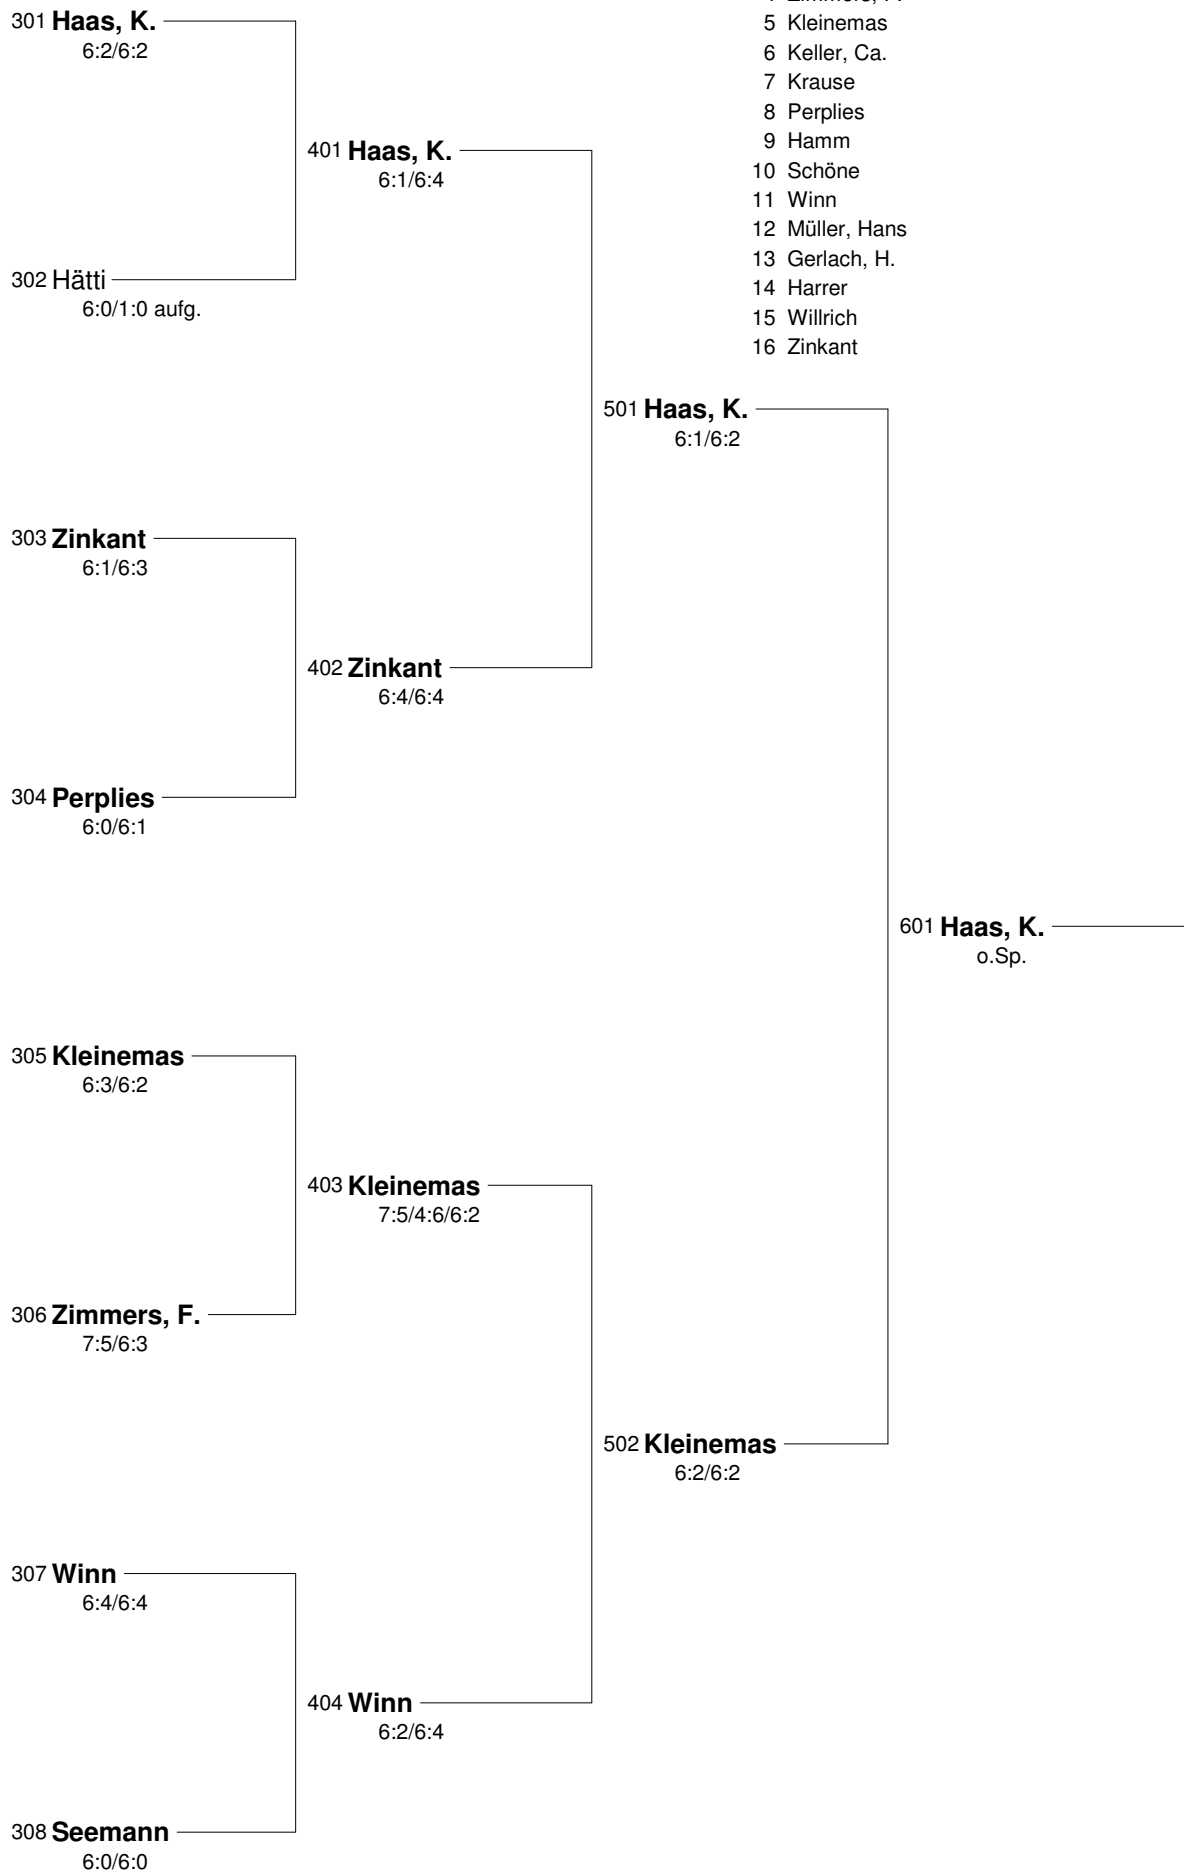 301 Haas, K.
6:2/6:2
5 Kleinemas
6 Keller, Ca.
7 Krause
8 Perplies
9 Hamm
401 Haas, K.
6:1/6:4
10 Schöne
11 Winn
12 Müller, Hans
13 Gerlach, H.
302 Hätti
6:0/1:0 aufg.
14 Harrer
15 Willrich
16 Zinkant
501 Haas, K.
6:1/6:2
303 Zinkant
6:1/6:3
402 Zinkant
6:4/6:4
304 Perplies
6:0/6:1
601 Haas, K.
o.Sp.
305 Kleinemas
6:3/6:2
403 Kleinemas
7:5/4:6/6:2
306 Zimmers, F.
7:5/6:3
502 Kleinemas
6:2/6:2
307 Winn
6:4/6:4
404 Winn
6:2/6:4
308 Seemann
6:0/6:0